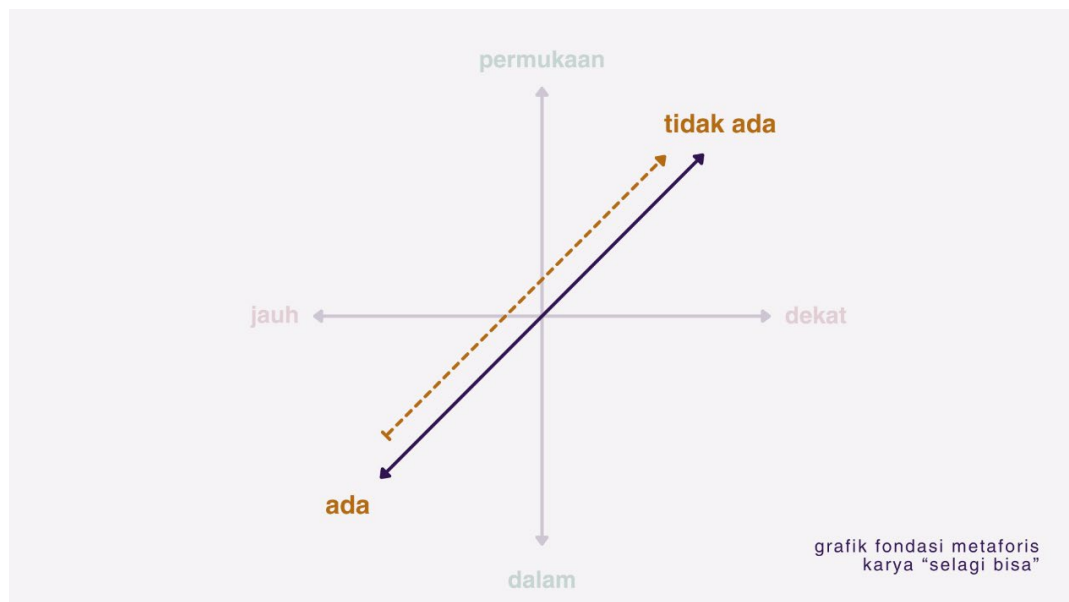 permukaan
tidak ada
jauh
dekat
ada
grafik fondasi metaforis
karya “selagi bisa”
dalam